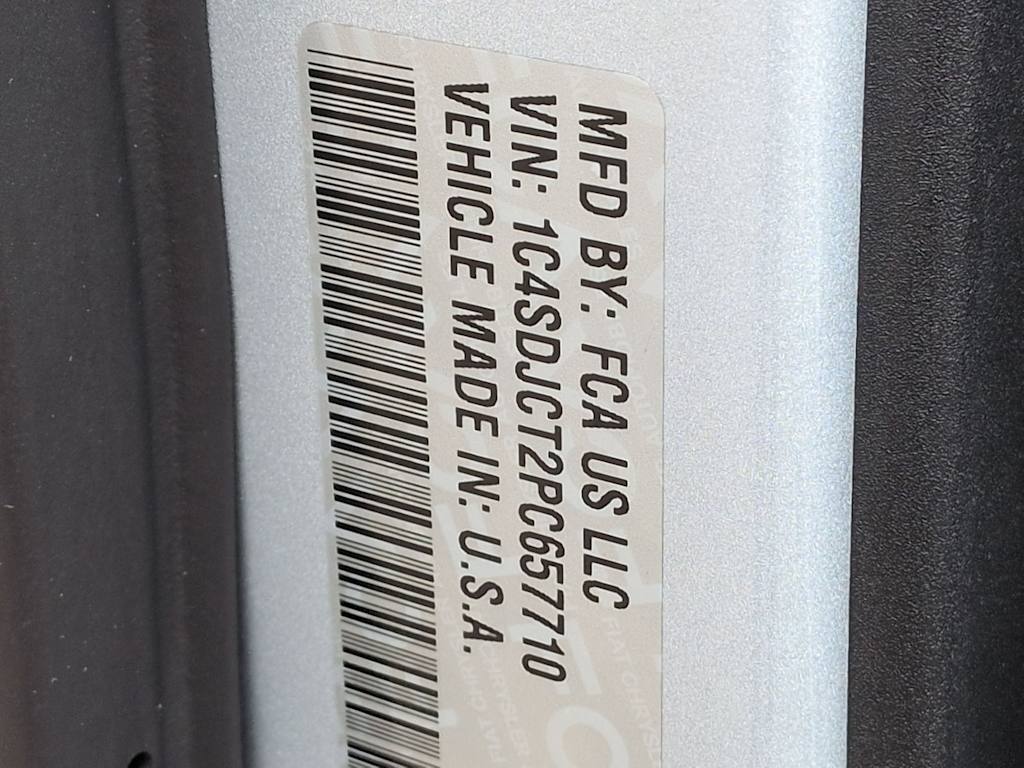 MFD BY: FCA US LLC
VIN: 1C4SDJCT2PC657710
VEHICLE MADE IN: U.S.A.